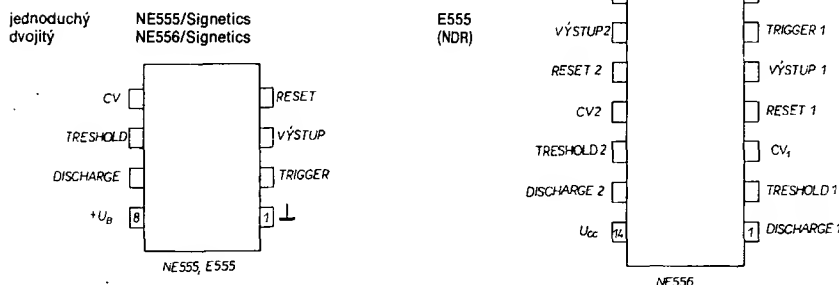 jednoduchý NE555/Signetics E555
dvojitý NE556/Signetics (NDR)
CV RESET
TRESHOLD VÝSTUP
DISCHARGE TRIGGER
+U_B 8 1
NE555, E555
VÝSTUP2 TRIGGER 1
RESET 2 VÝSTUP 1
CV2 RESET 1
TRESHOLD 2 CV₁
DISCHARGE 2 TRESHOLD 1
Ucc 14 1 DISCHARGE 1
NE556